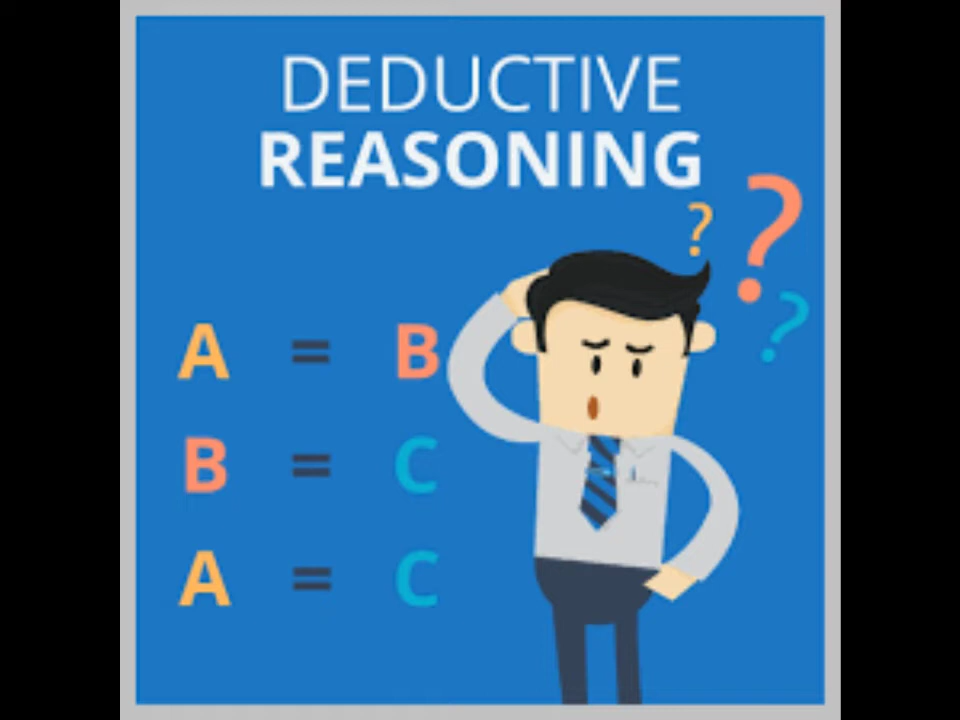 DEDUCTIVE
REASONING
? ? ?
A = B
B = C
A = C